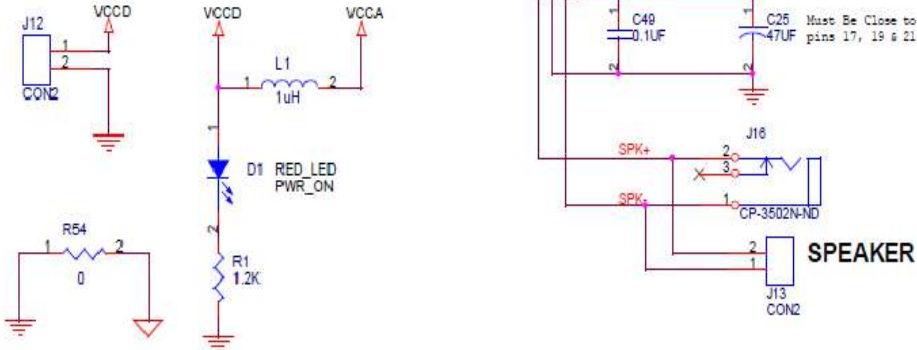 J12
VCCD
1
2
CON2
VCCD
VCCA
L1
1
2
1uH
1
D1 RED_LED
PWR_ON
2
R1
1.2K
R54
1
2
0
1
C49
0.1UF
2
1
C25
47UF
2
Must Be Close to
pins 17, 19 & 21
J16
SPK+
2
3
SPK-
1
CP-3502N-ND
2
1
SPEAKER
J13
CON2